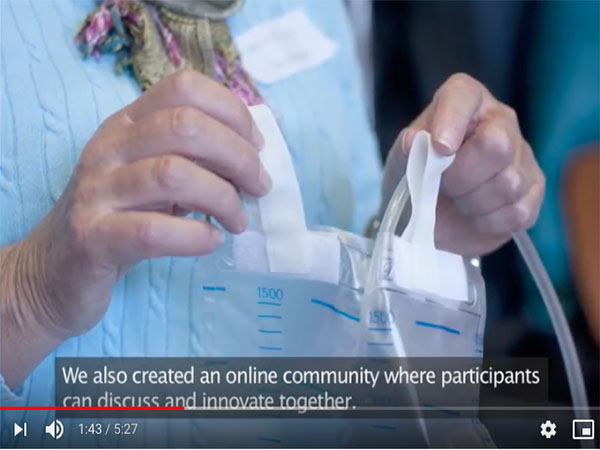 1500
1500
We also created an online community where participants
can discuss and innovate together.
1:43 / 5:27